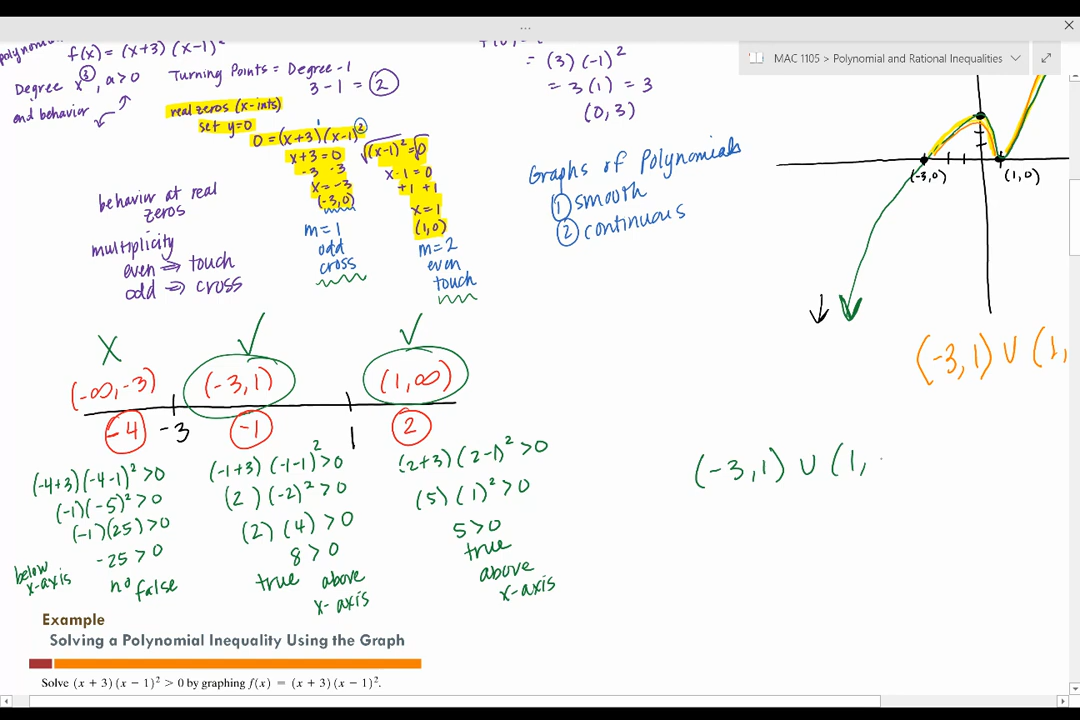 polynomial
f(x) = (x+3)(x-1)²
Degree x³, a>0
end behavior
Turning Points = Degree -1
3 - 1 = 2
real zeros (x-ints)
set y=0
0 = (x+3)(x-1)²
x+3=0
-3 -3
x=-3
(-3,0)
m=1
odd
cross
√(x-1)² = √0
x-1=0
+1 +1
x=1
(1,0)
m=2
even
touch
behavior at real
zeros
multiplicity
even ⇒ touch
odd ⇒ cross
= (3)(-1)²
= 3(1) = 3
(0,3)
Graphs of Polynomials
① smooth
② continuous
MAC 1105 > Polynomial and Rational Inequalities
(-3,0)
(1,0)
(-3,1) ∪ (1,
X ✓ ✓
(-∞,-3) (-3,1) (1,∞)
-4 -3 -1 1 2
(-4+3)(-4-1)²>0
(-1)(-5)²>0
(-1)(25)>0
-25>0
no false
below
x-axis
(-1+3)(-1-1)²>0
(2)(-2)²>0
(2)(4)>0
8>0
true above
x-axis
(2+3)(2-1)²>0
(5)(1)²>0
5>0
true
above
x-axis
(-3,1) ∪ (1,
Example
Solving a Polynomial Inequality Using the Graph
Solve (x + 3)(x − 1)² > 0 by graphing f(x) = (x + 3)(x − 1)².